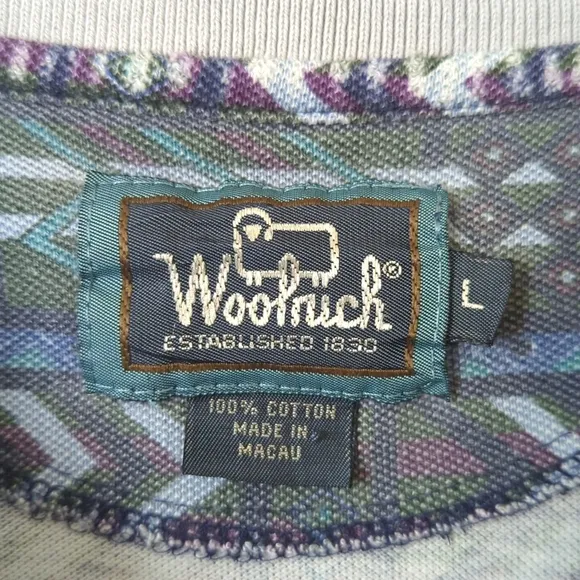 Woolrich®
ESTABLISHED 1830
L
100% COTTON
MADE IN
MACAU